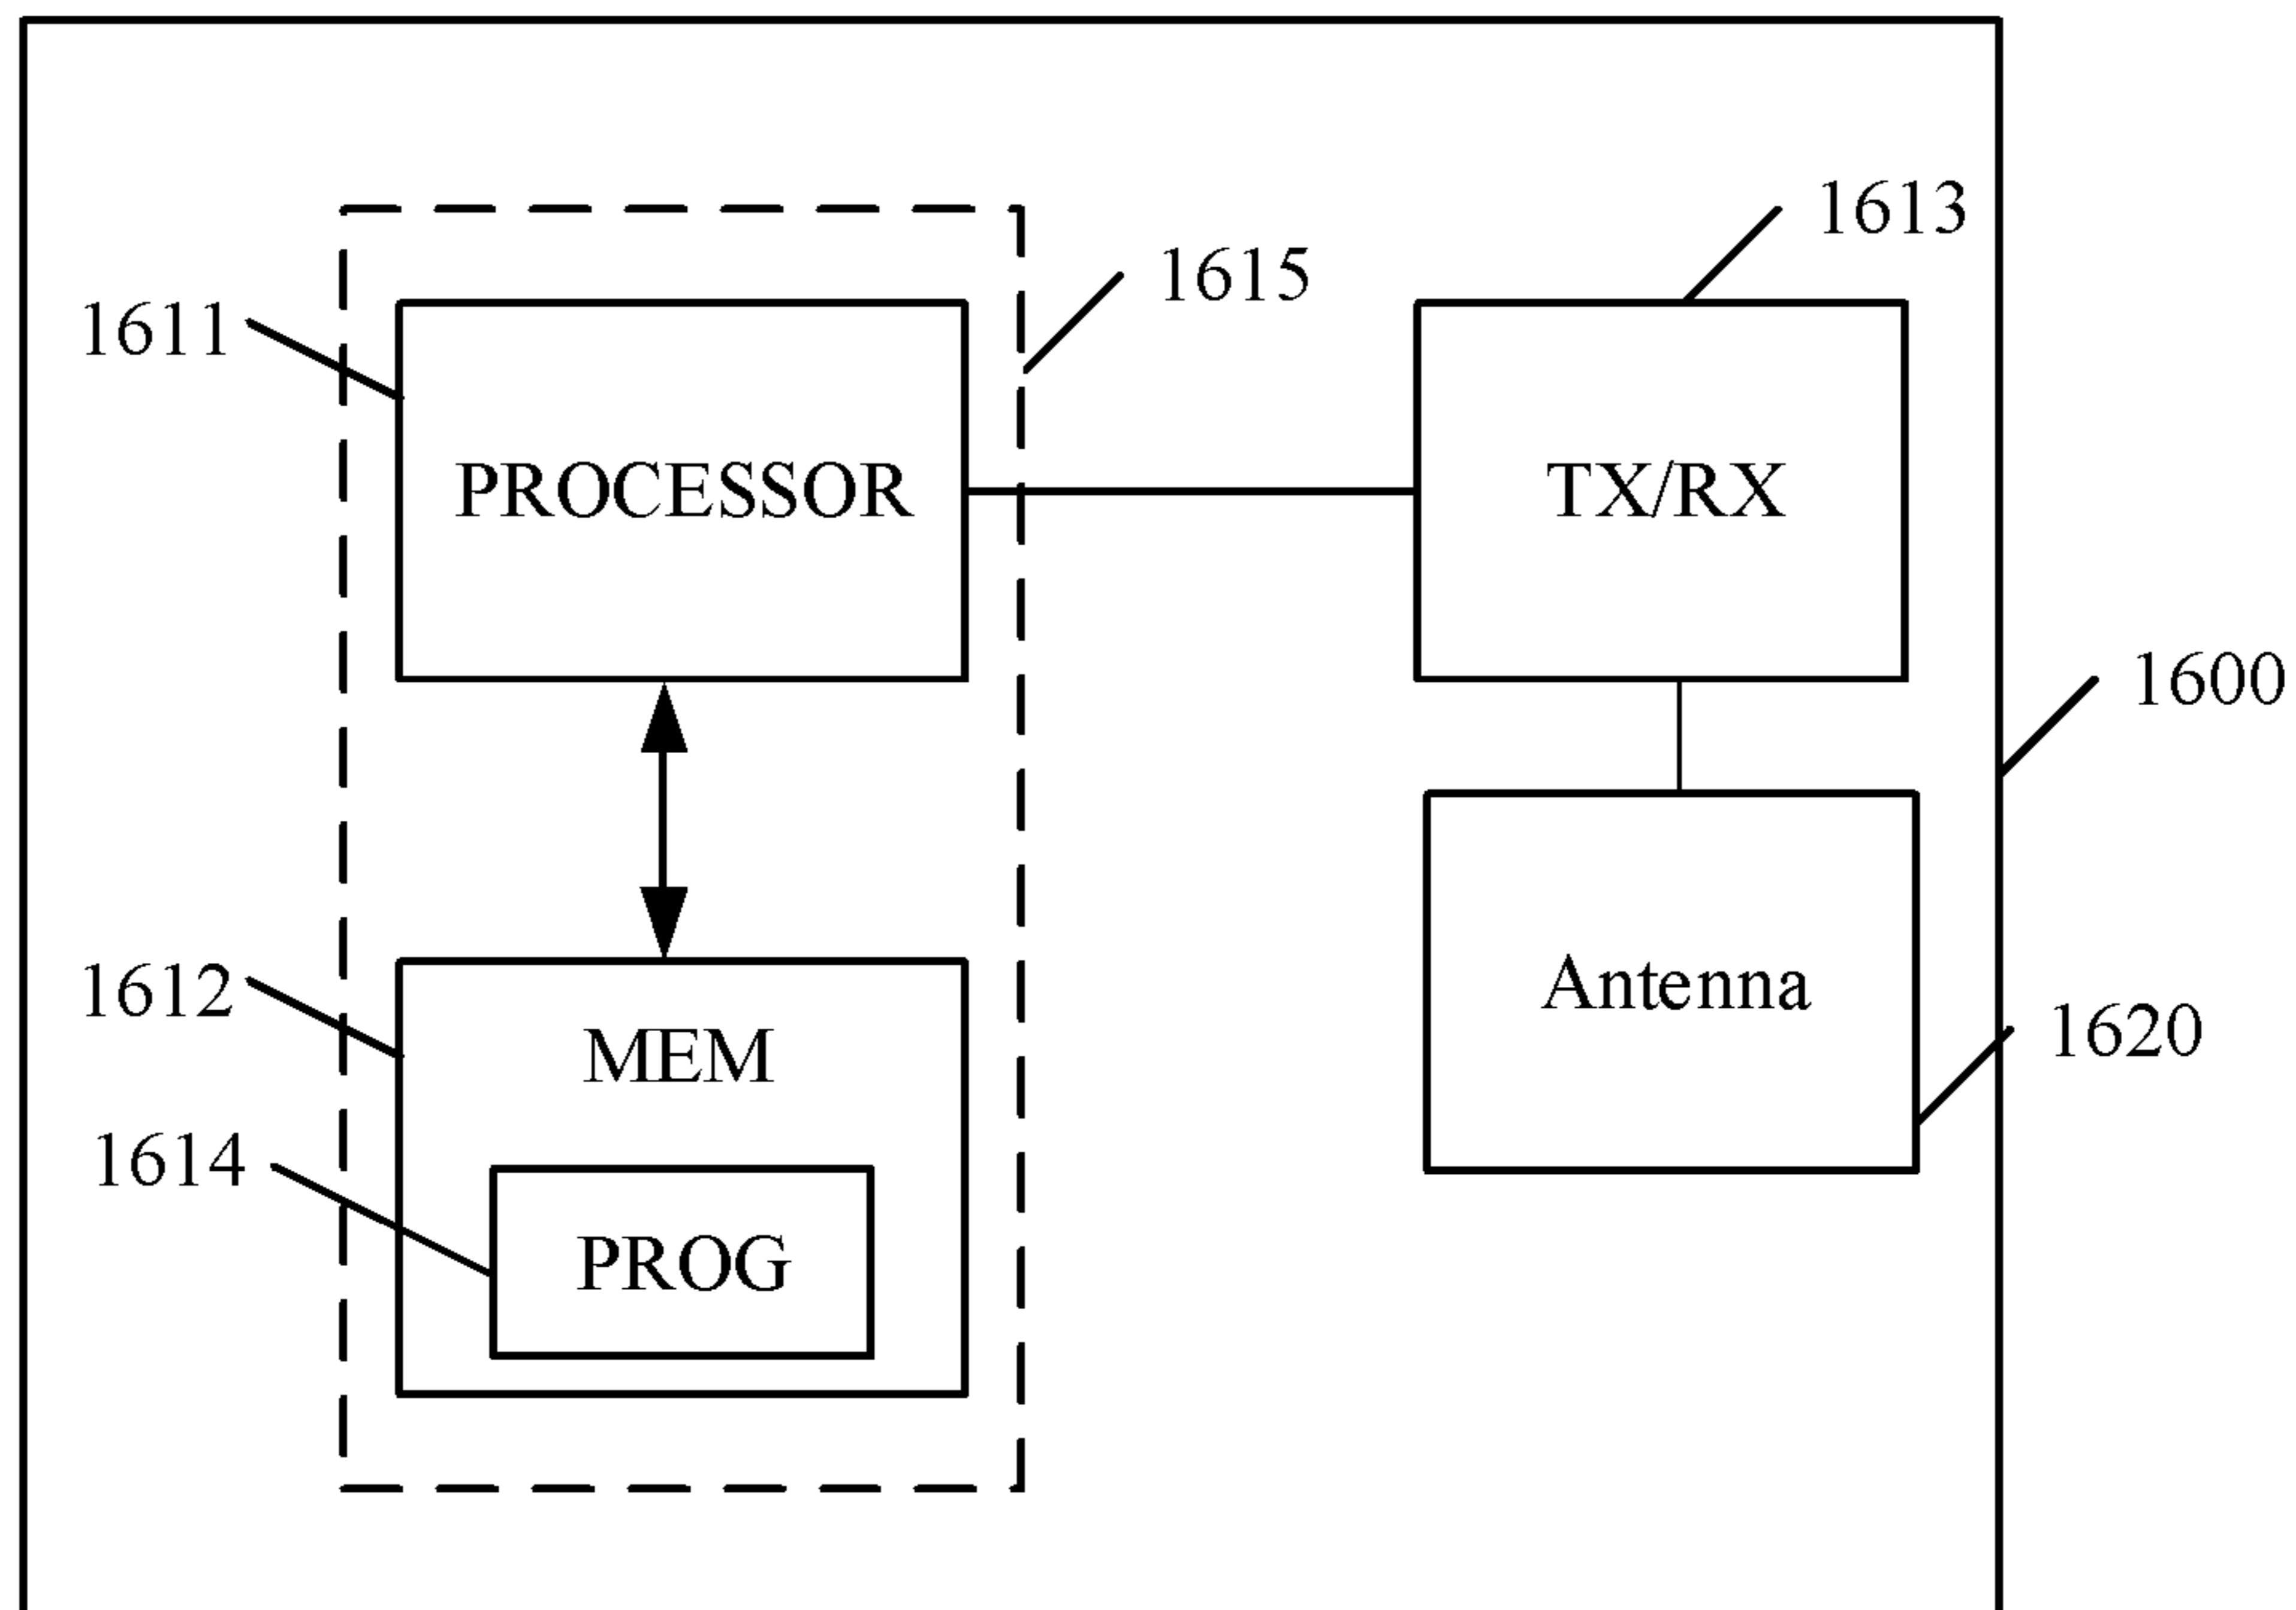 1613
1615
1611
PROCESSOR
TX/RX
1600
Antenna
1612
MEM
1620
1614
PROG